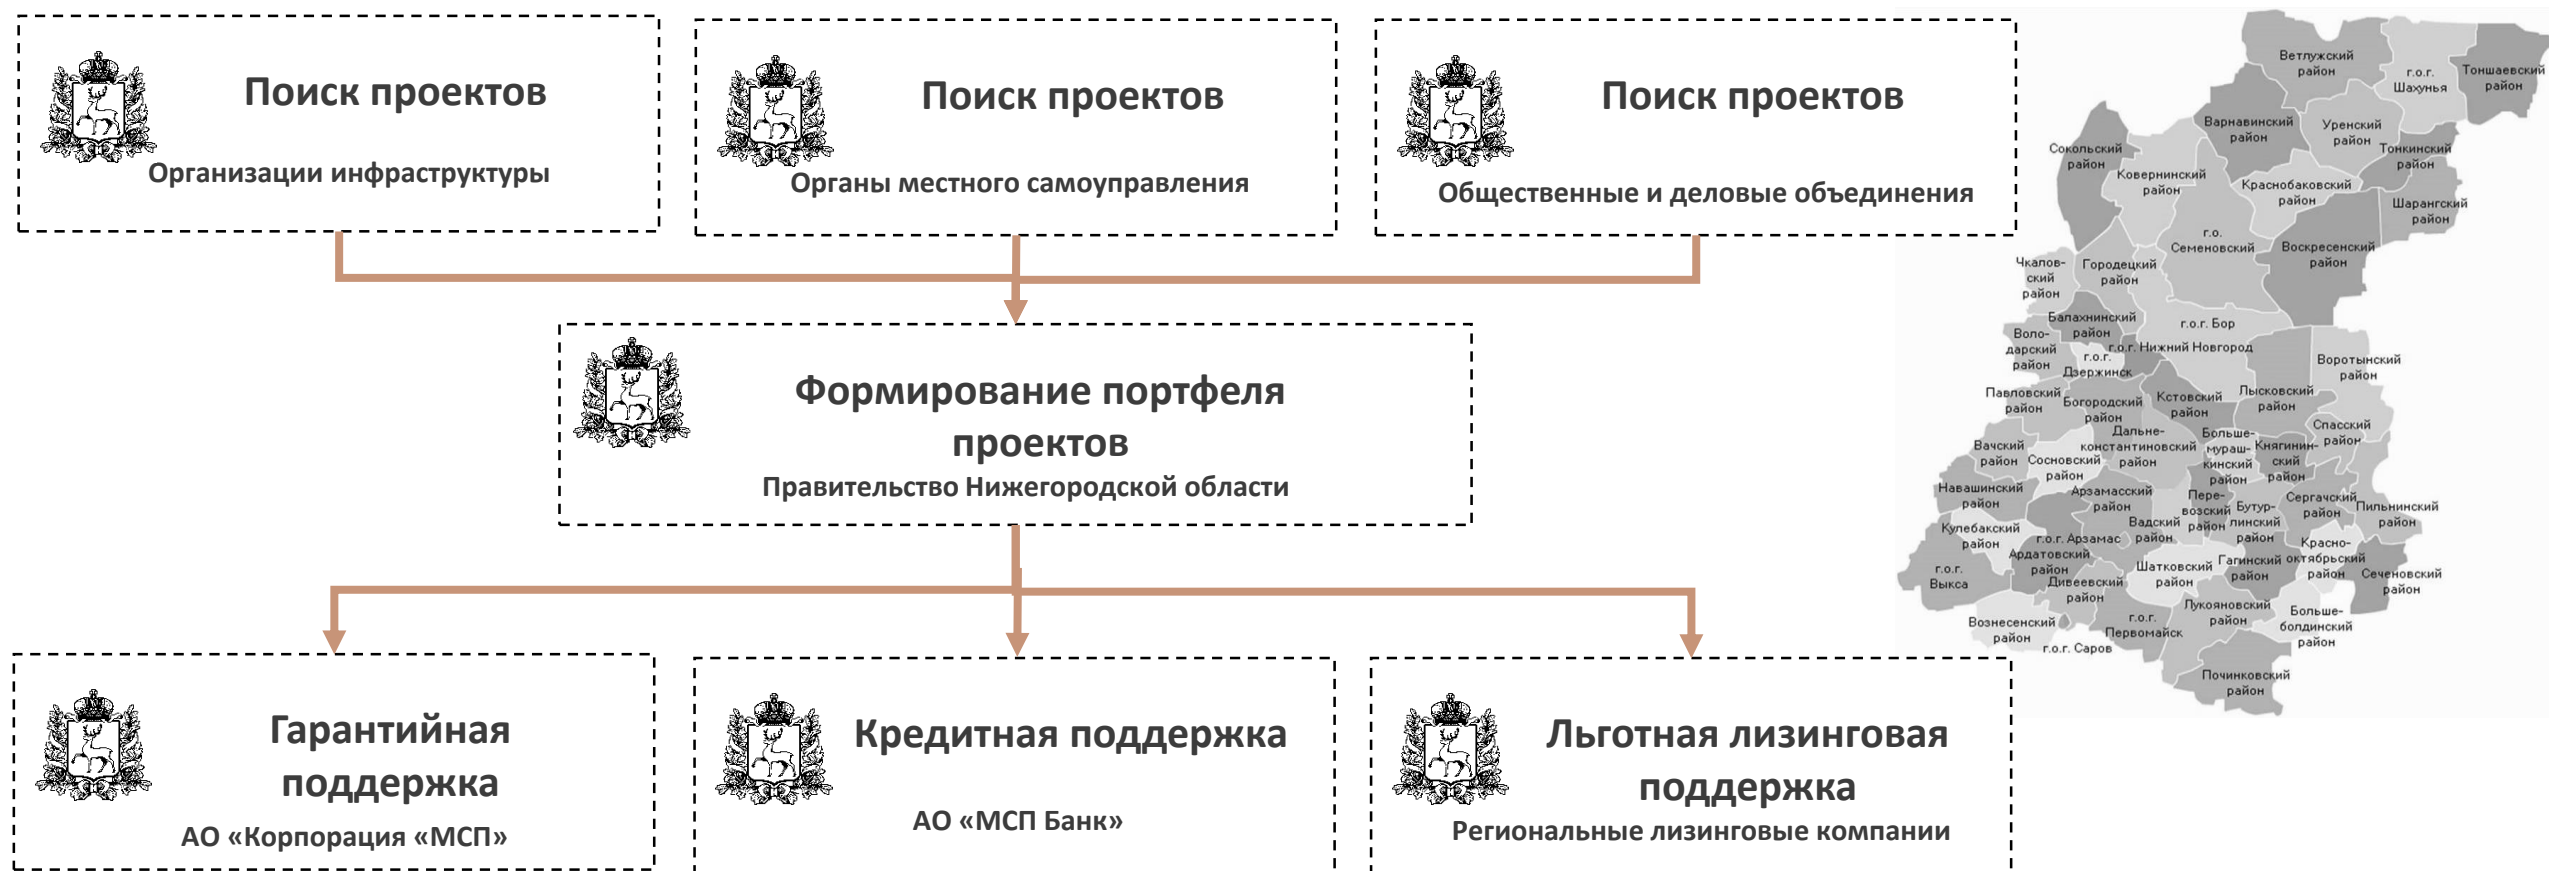 Поиск проектов
Организации инфраструктуры
Поиск проектов
Органы местного самоуправления
Поиск проектов
Общественные и деловые объединения
Формирование портфеля
проектов
Правительство Нижегородской области
Гарантийная
поддержка
АО «Корпорация «МСП»
Кредитная поддержка
АО «МСП Банк»
Льготная лизинговая
поддержка
Региональные лизинговые компании
Ветлужский
район
г.о.г.
Шахунья
Тоншаевский
район
Варнавинский
район
Уренский
район
Тонкинский
район
Сокольский
район
Ковернинский
район
Краснобаковский
район
Шарангский
район
г.о.
Семеновский
Воскресенский
район
Чкалов-
ский
район
Городецкий
район
Балахнинский
район
г.о.г. Бор
Воло-
дарский
район
г.о.г.
Дзержинск
г.о.г. Нижний Новгород
Воротынский
район
Павловский
район
Богородский
район
Кстовский
район
Лысковский
район
Спасский
район
Вачский
район
Сосновский
район
Дальне-
константиновский
район
Больше-
мураш-
кинский
район
Княгинин-
ский
район
Навашинский
район
Арзамасский
район
Пере-
возский
район
Бутур-
линский
район
Сергачский
район
Пильнинский
район
Кулебакский
район
г.о.г. Арзамас
Вадский
район
Красно-
октябрьский
район
г.о.г.
Выкса
Ардатовский
район
Дивеевский
район
Шатковский
район
Гагинский
район
Сеченовский
район
Вознесенский
район
г.о.г. Саров
г.о.г.
Первомайск
Лукояновский
район
Больше-
болдинский
район
Починковский
район